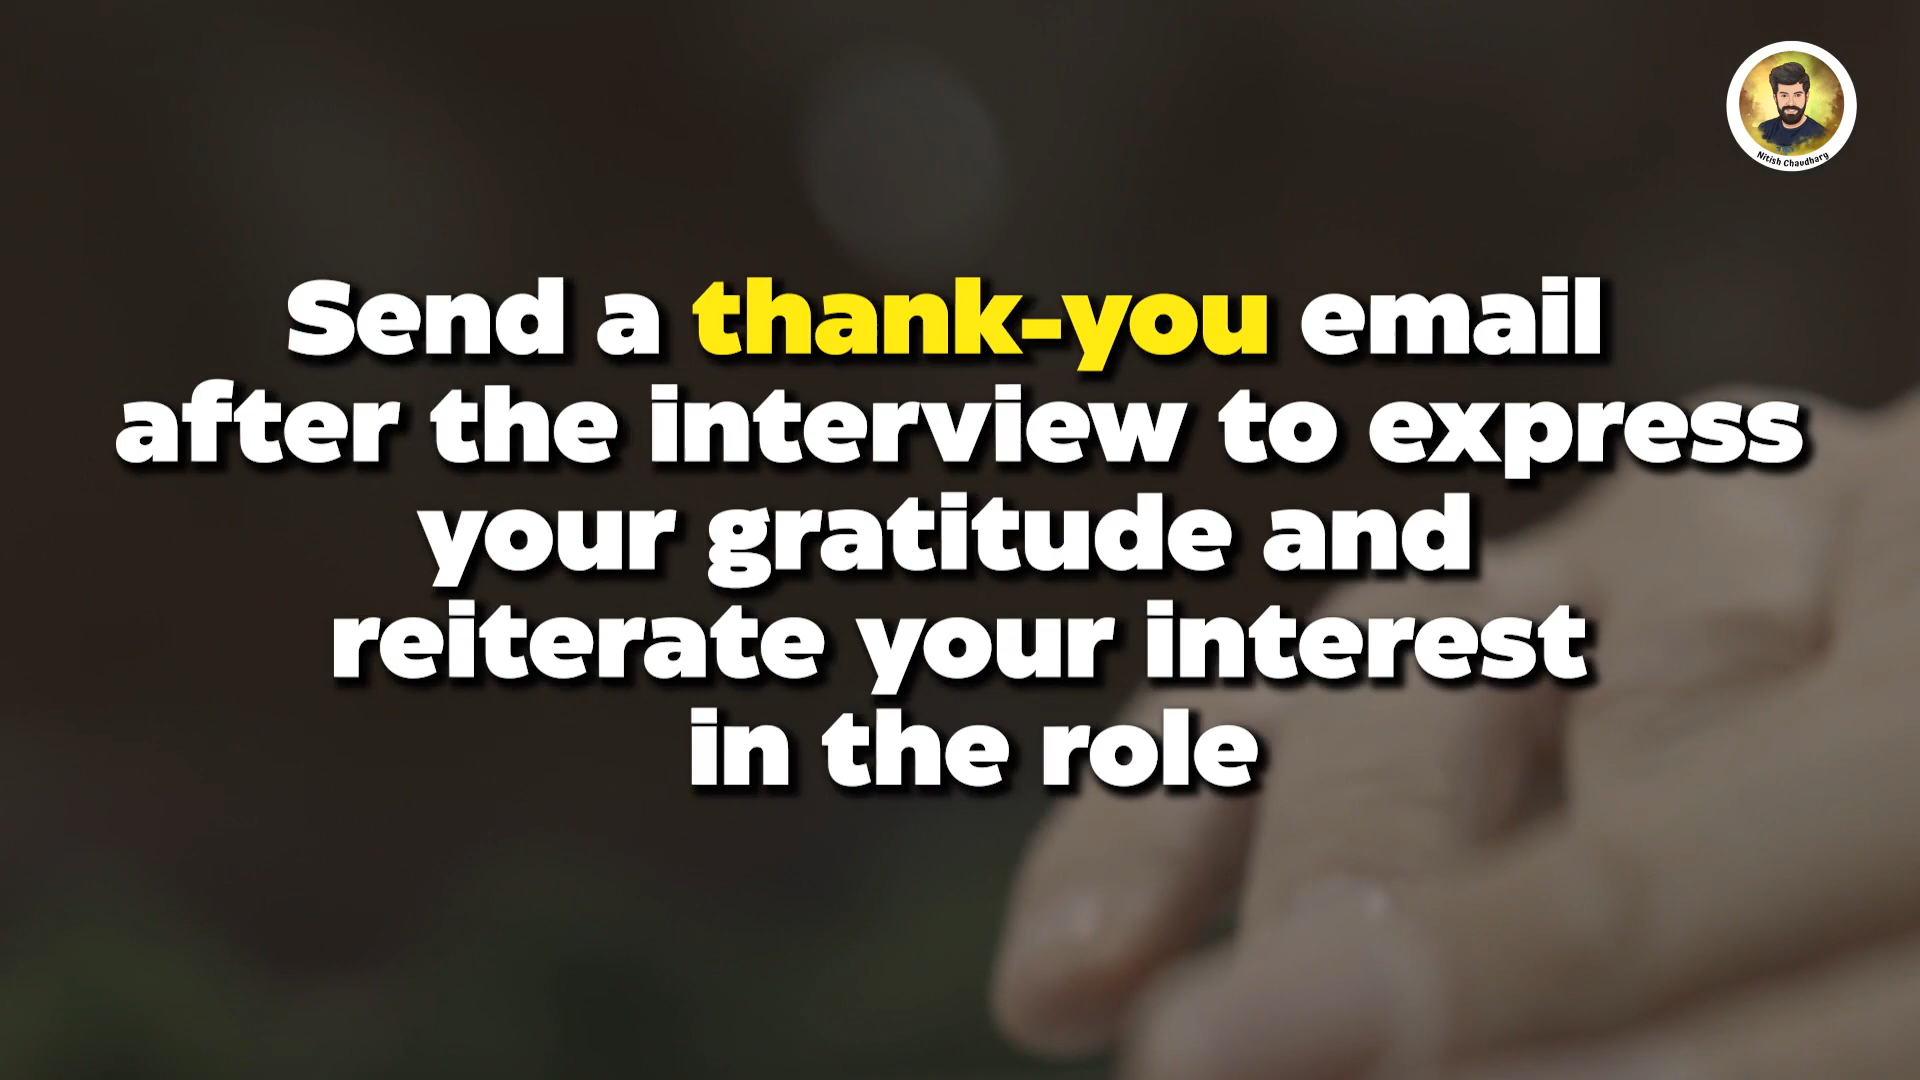 Nitish Chaudhary
Send a thank-you email
after the interview to express
your gratitude and
reiterate your interest
in the role